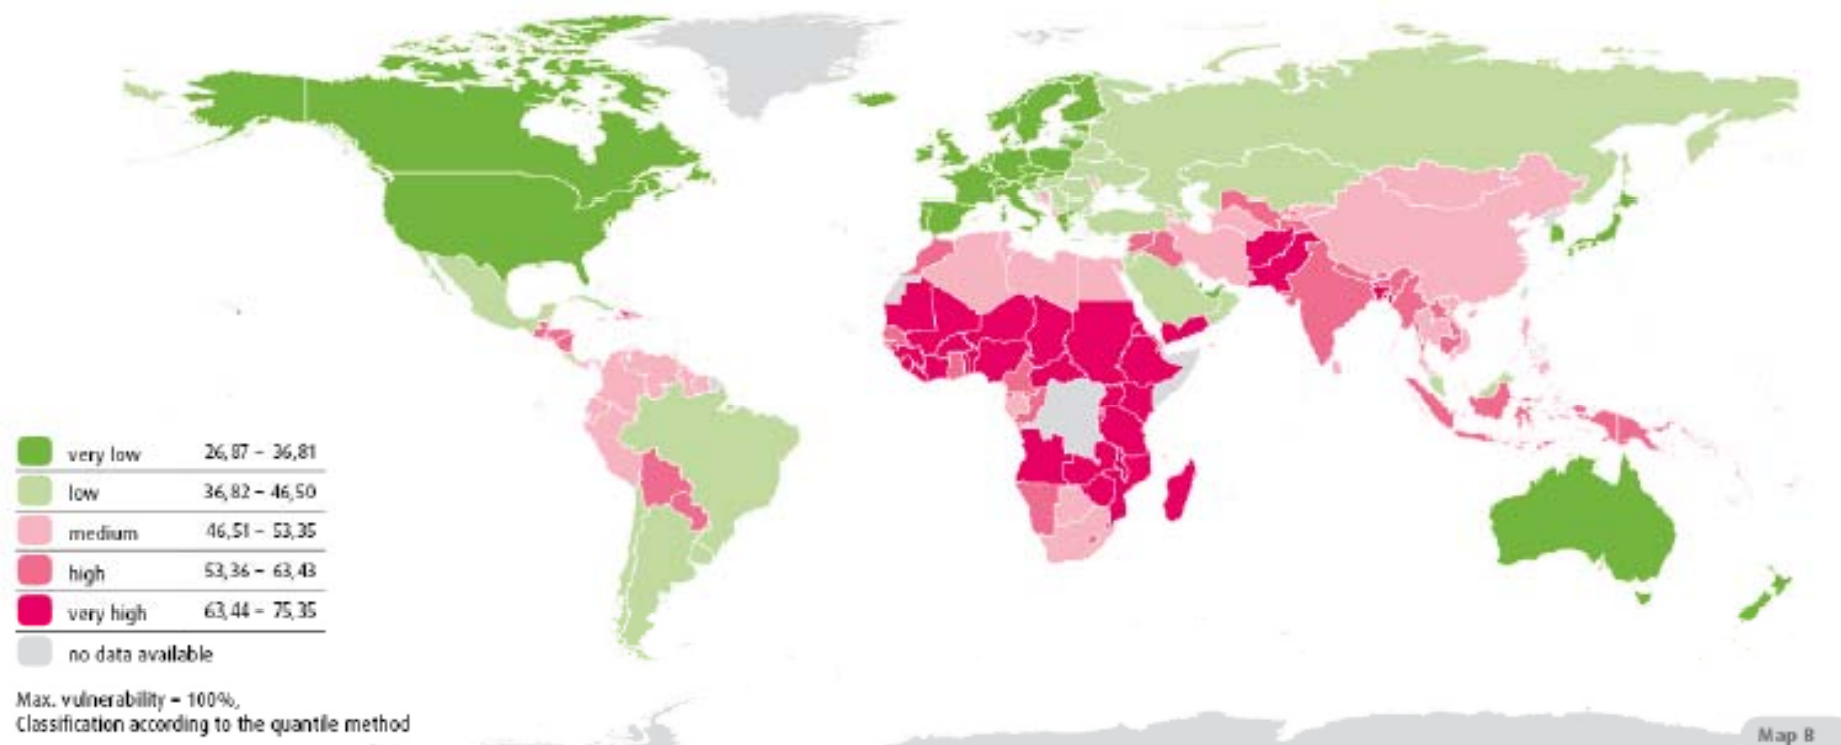 very low 26,87 – 36,81
low 36,82 – 46,50
medium 46,51 – 53,35
high 53,36 – 63,43
very high 63,44 – 75,35
no data available
Max. vulnerability = 100%,
Classification according to the quantile method
Map B